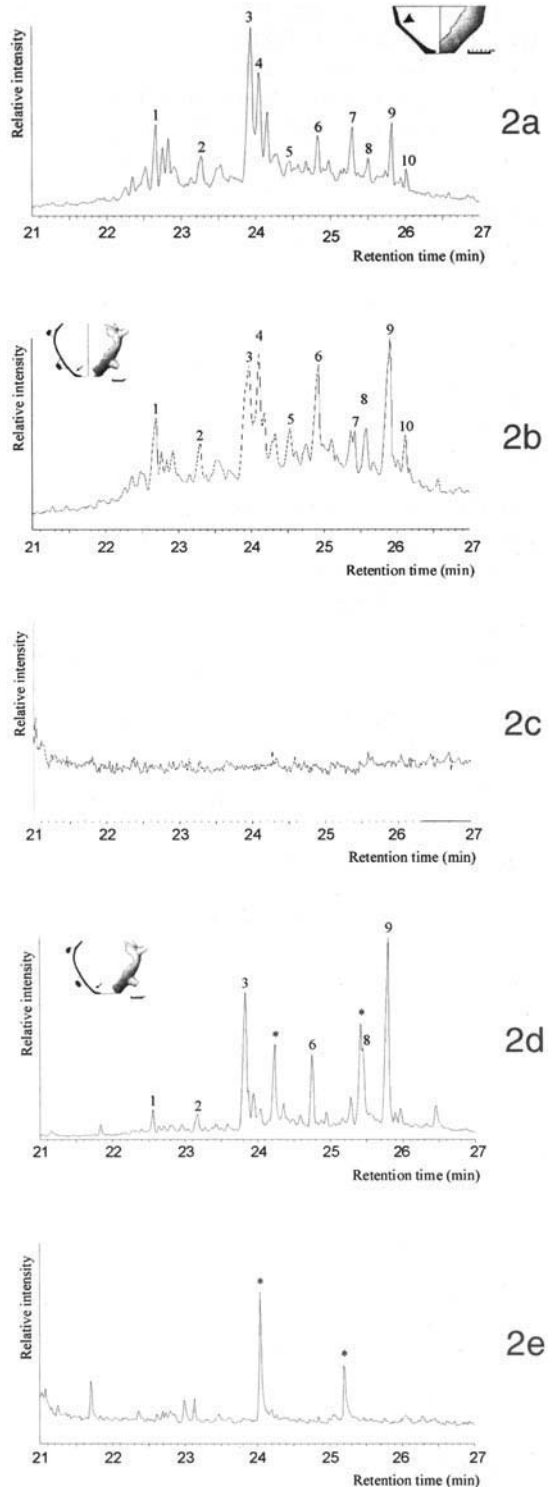 Relative intensity
3
4
1
2
5
6
7
8
9
10
2a
21 22 23 24 25 26 27
Retention time (min)
Relative intensity
9
4
3
6
8
1
2
5
7
10
2b
21 22 23 24 25 26 27
Retention time (min)
Relative intensity
2c
21 22 23 24 25 26 27
Retention time (min)
Relative intensity
9
3
*
*
8
6
1
2
2d
21 22 23 24 25 26 27
Retention time (min)
Relative intensity
*
*
2e
21 22 23 24 25 26 27
Retention time (min)